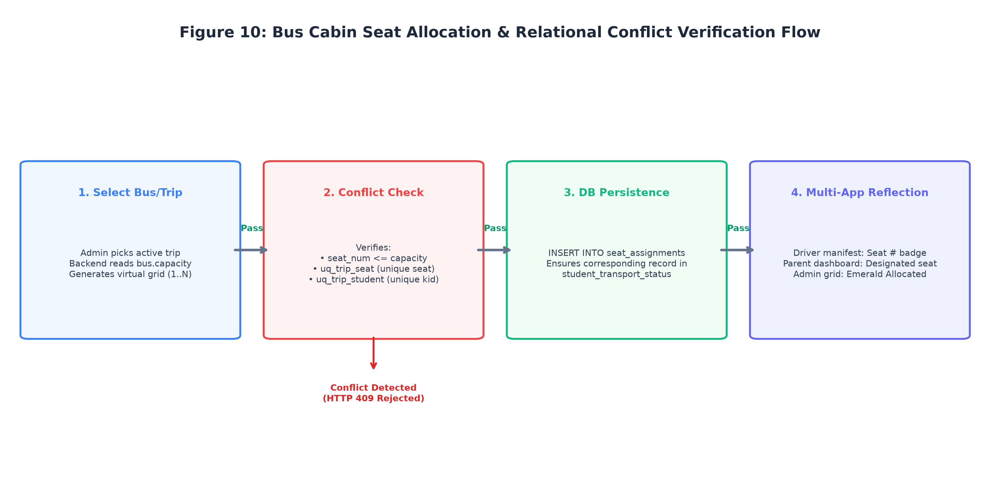 Figure 10: Bus Cabin Seat Allocation & Relational Conflict Verification Flow
1. Select Bus/Trip
Admin picks active trip
Backend reads bus.capacity
Generates virtual grid (1..N)
Pass
2. Conflict Check
Verifies:
• seat_num <= capacity
• uq_trip_seat (unique seat)
• uq_trip_student (unique kid)
Conflict Detected
(HTTP 409 Rejected)
Pass
3. DB Persistence
INSERT INTO seat_assignments
Ensures corresponding record in
student_transport_status
Pass
4. Multi-App Reflection
Driver manifest: Seat # badge
Parent dashboard: Designated seat
Admin grid: Emerald Allocated